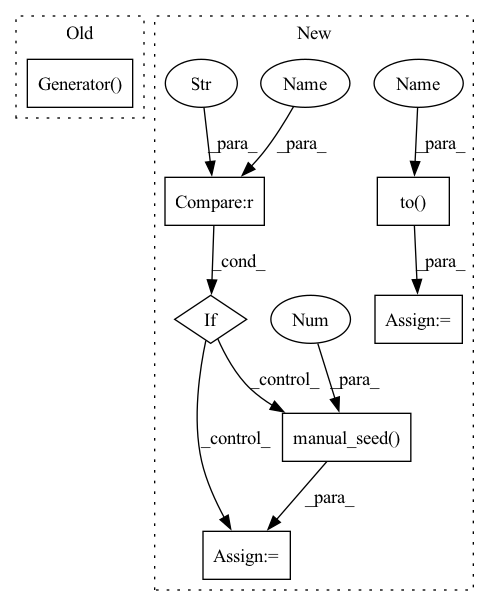 Old
New
Generator()
Str
Name
Name
_para_
_para_
_para_
Compare:r
to()
_cond_
_para_
If
Num
Assign:=
_control_
_para_
_control_
manual_seed()
_para_
Assign:=